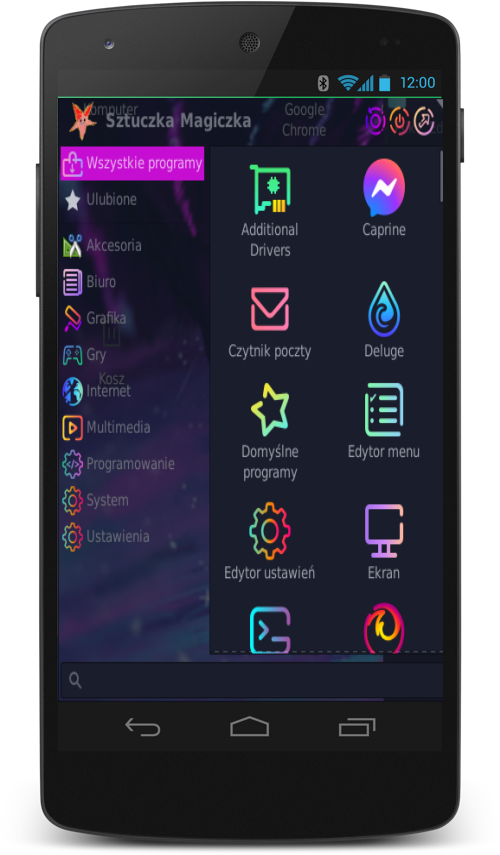 12:00
Komputer
Google
Chrome
Sztuczka Magiczka
Wszystkie programy
Ulubione
Akcesoria
Biuro
Grafika
Gry
Kosz
Internet
Multimedia
Programowanie
System
Ustawienia
Additional
Drivers
Caprine
Czytnik poczty
Deluge
Domyślne
programy
Edytor menu
Edytor ustawień
Ekran